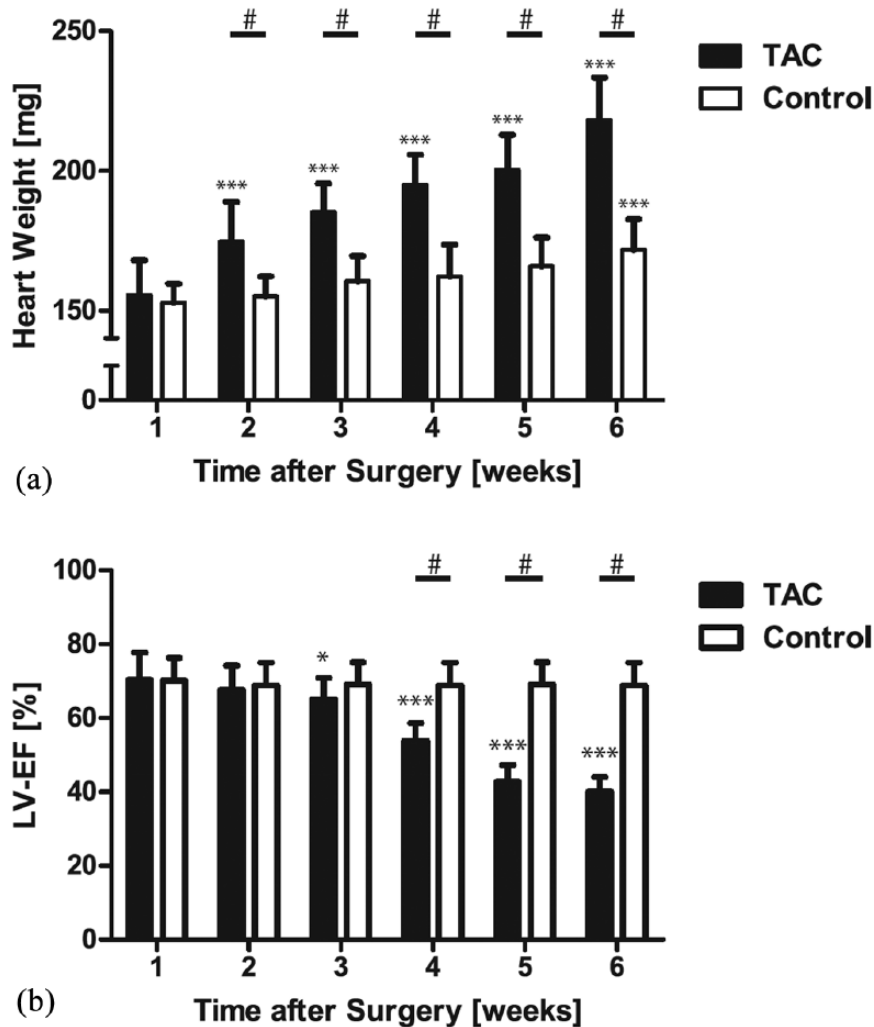 # # # # #
250
200
150
0
Heart Weight [mg]
*** *** *** *** *** ***
TAC
Control
1 2 3 4 5 6
Time after Surgery [weeks]
(a)
# # #
100
80
60
40
20
0
LV-EF [%]
* *** *** ***
TAC
Control
1 2 3 4 5 6
Time after Surgery [weeks]
(b)